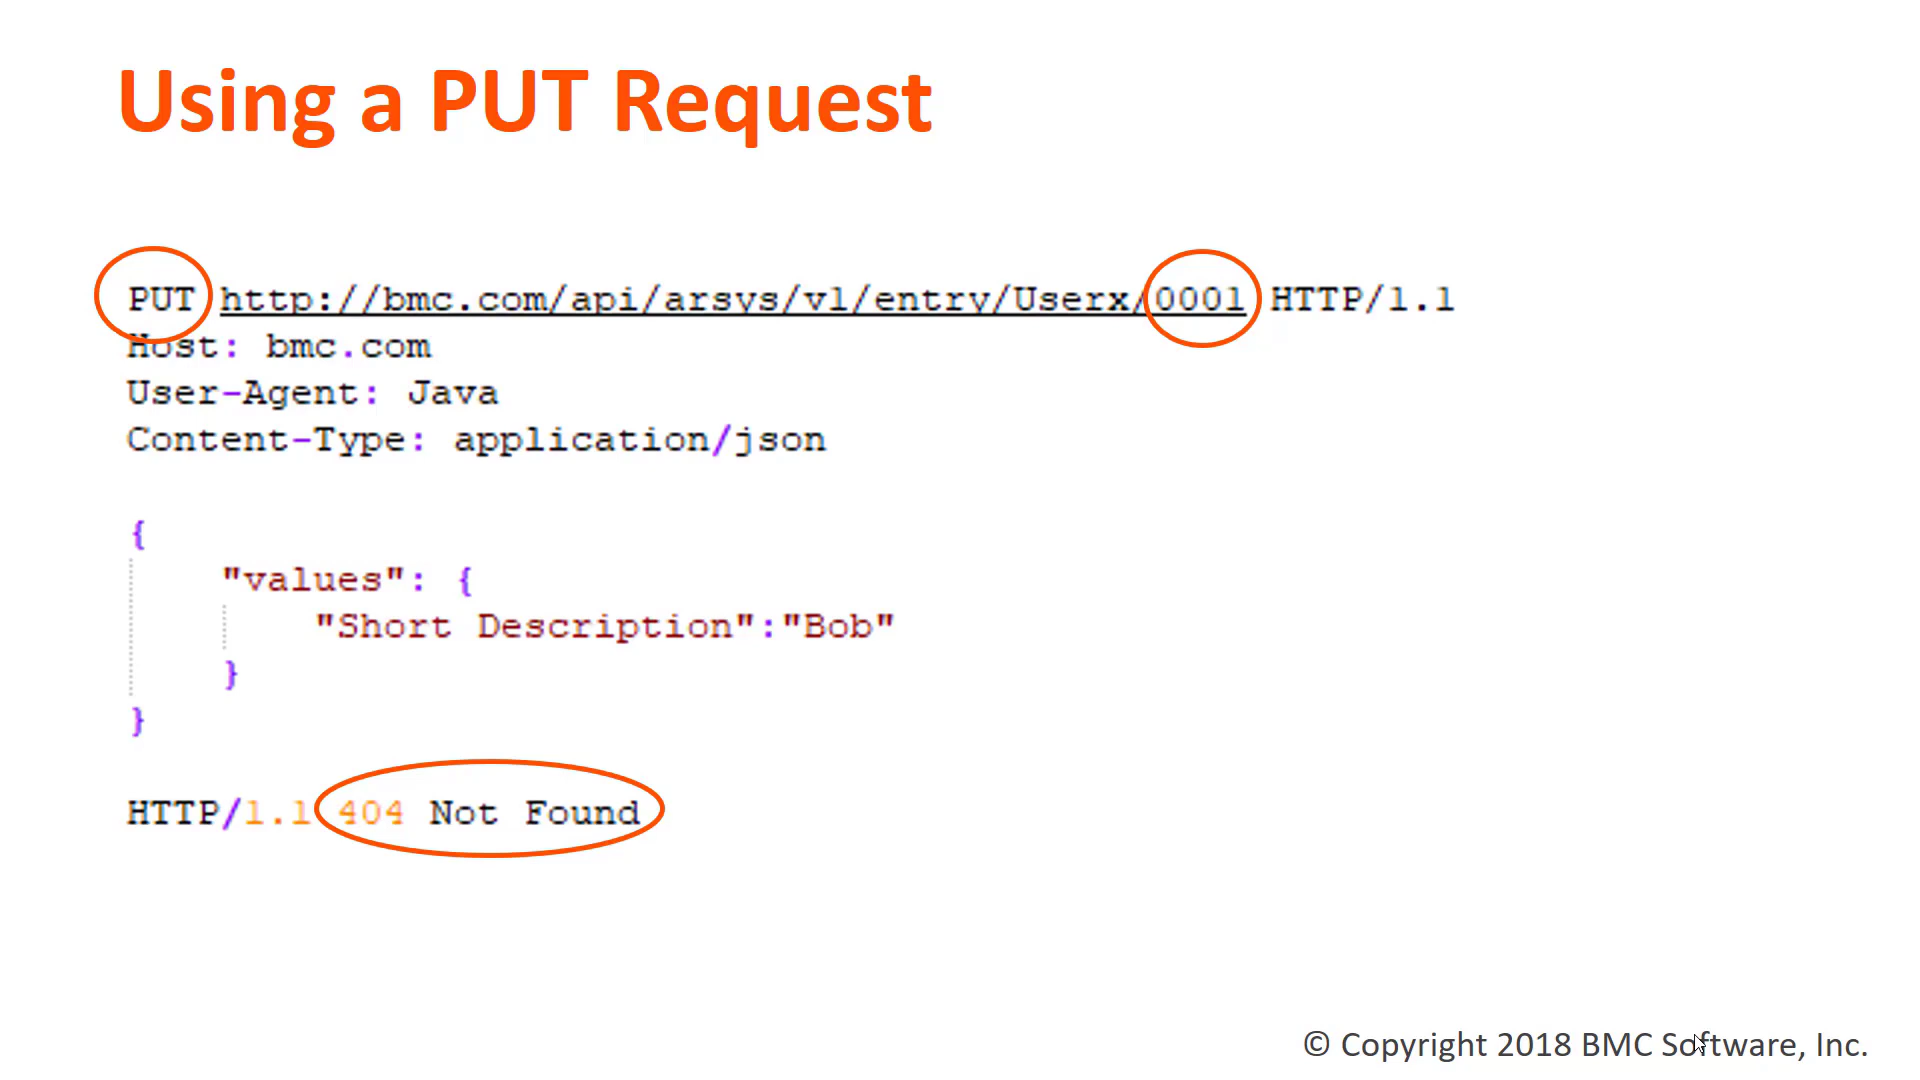 Using a PUT Request
PUT http://bmc.com/api/arsys/v1/entry/Userx/0001 HTTP/1.1
Host: bmc.com
User-Agent: Java
Content-Type: application/json
{
"values": {
"Short Description":"Bob"
}
}
HTTP/1.1 404 Not Found
© Copyright 2018 BMC Software, Inc.